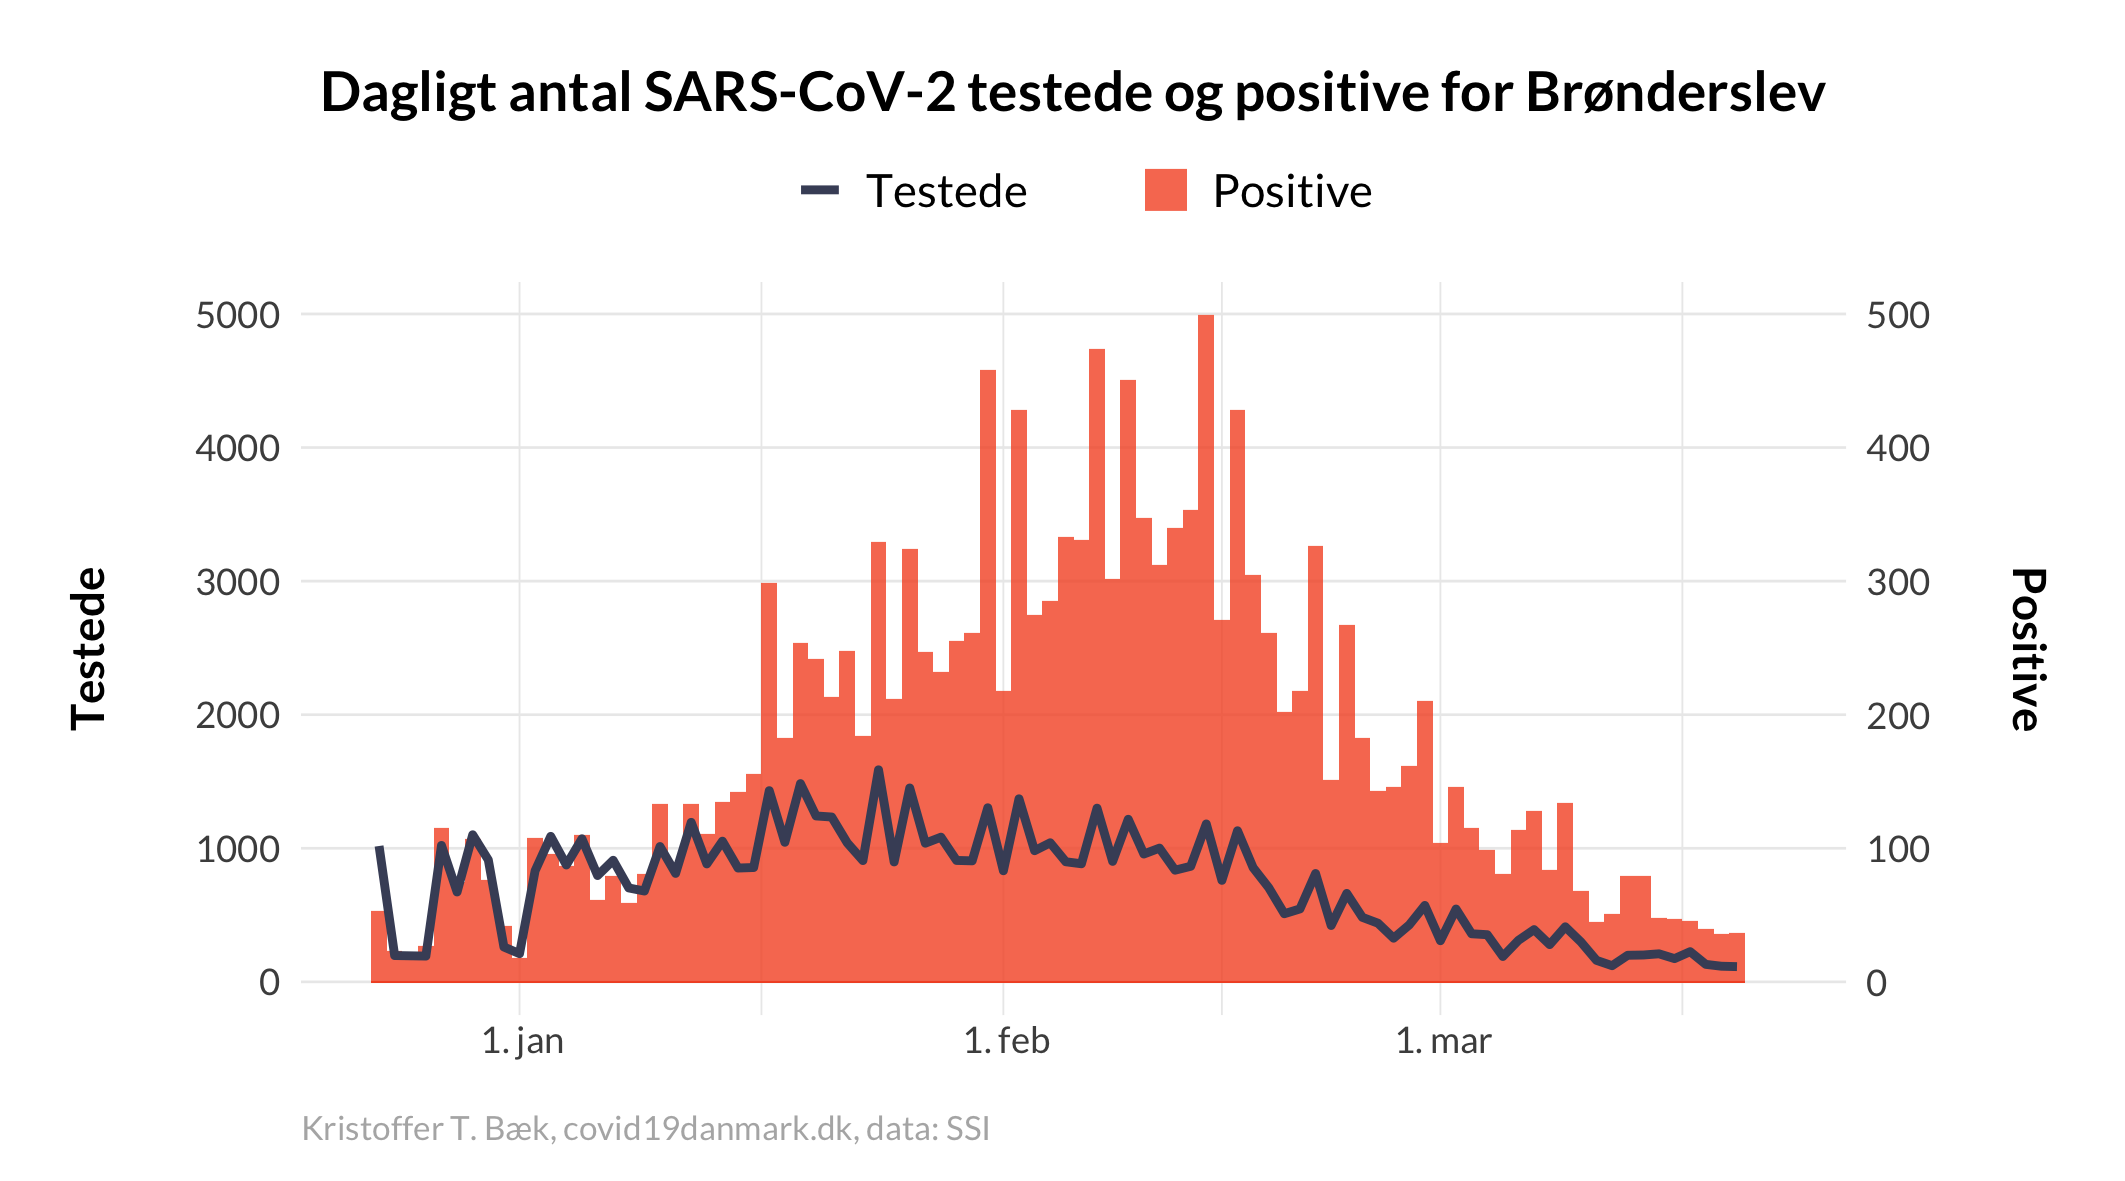 Dagligt antal SARS-CoV-2 testede og positive for Brønderslev
Testede
Positive
5000
4000
3000
2000
1000
0
500
400
300
200
100
0
Testede
Positive
1. jan
1. feb
1. mar
Kristoffer T. Bæk, covid19danmark.dk, data: SSI